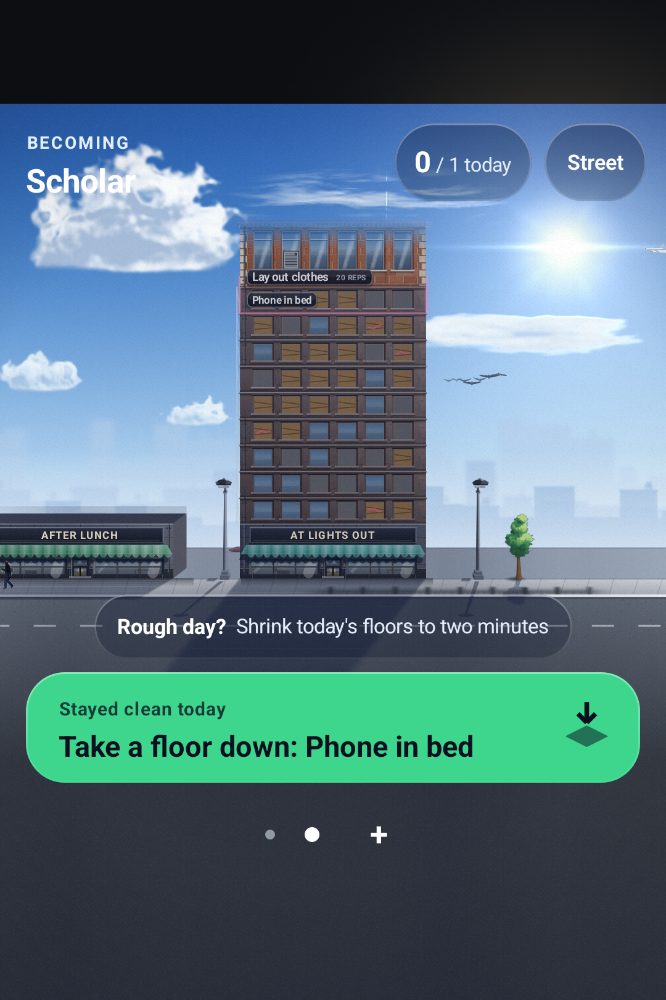 BECOMING
Scholar
0 / 1 today
Street
Lay out clothes 20 REPS
Phone in bed
AFTER LUNCH
AT LIGHTS OUT
Rough day? Shrink today's floors to two minutes
Stayed clean today
Take a floor down: Phone in bed
+